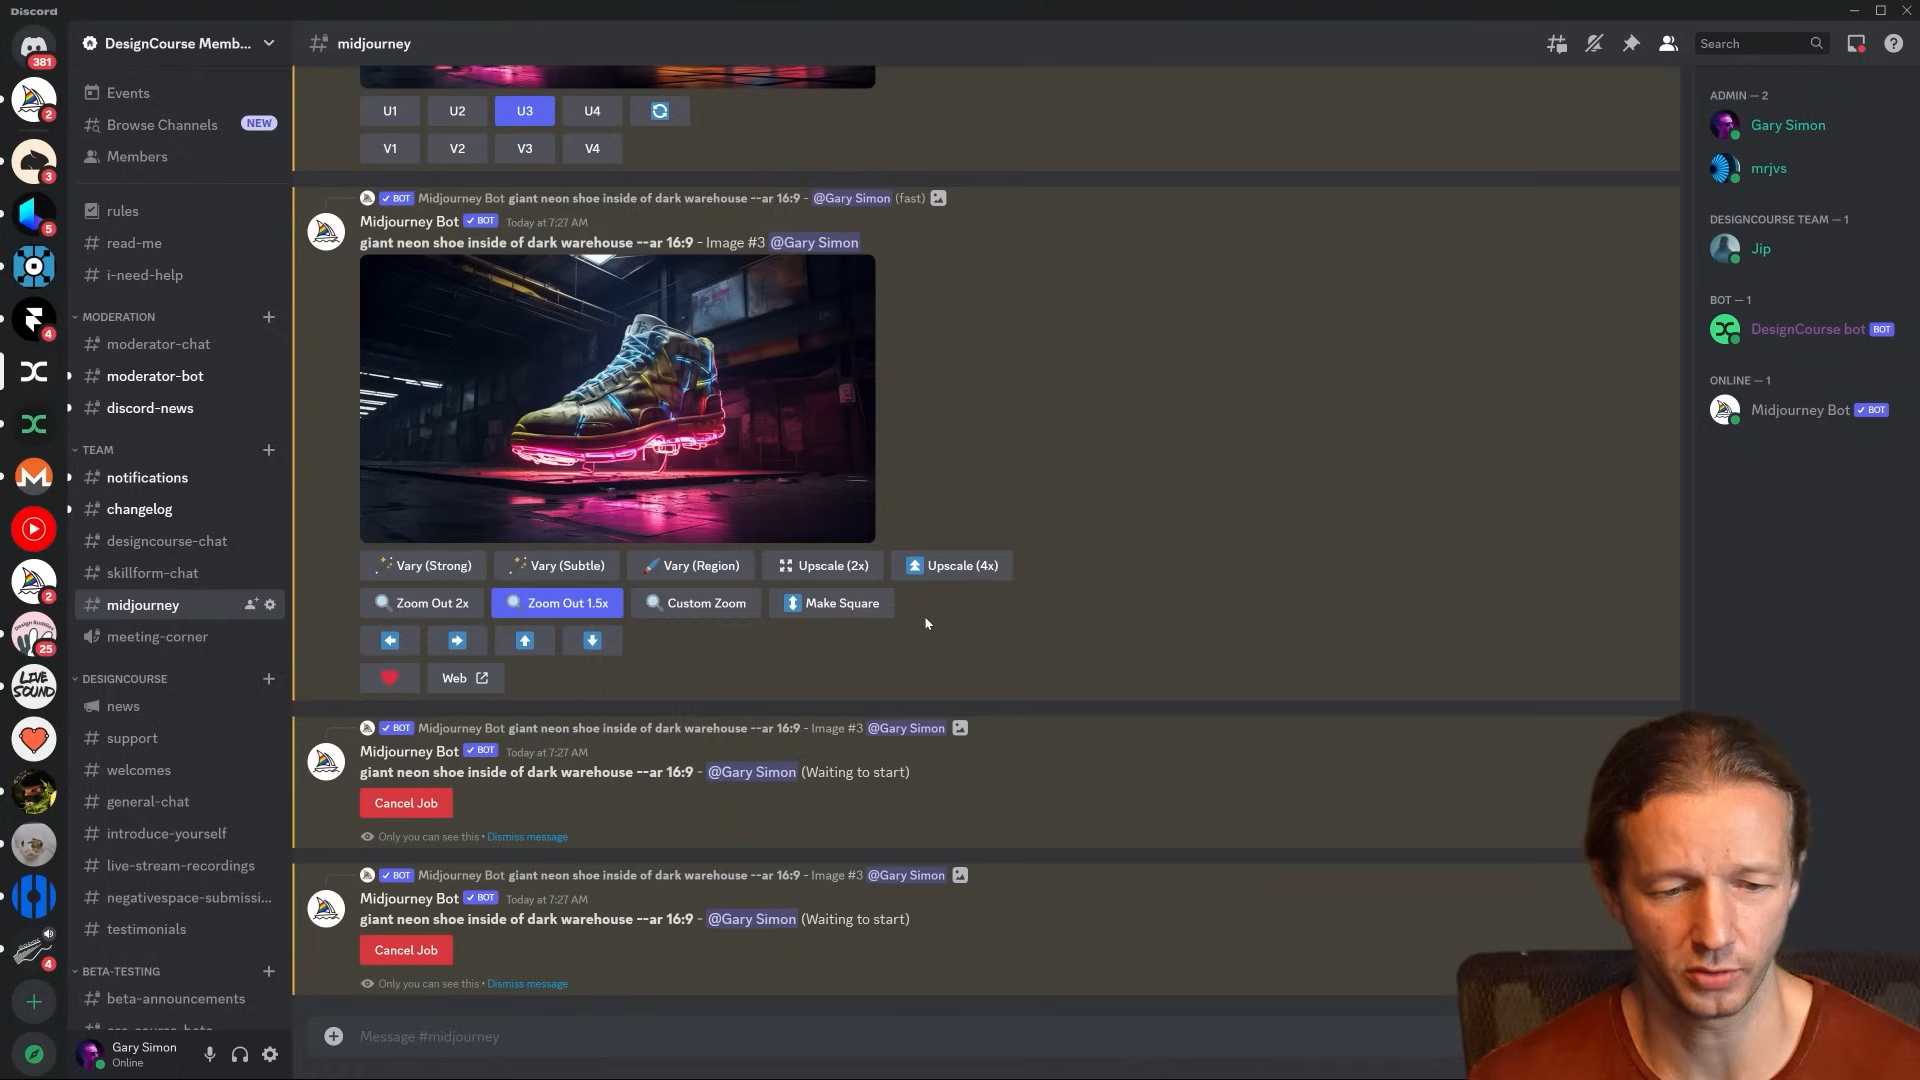 Discord
381
DesignCourse Memb...
midjourney
Search
2
Events
Browse Channels NEW
Members
3
rules
read-me
i-need-help
5
MODERATION
moderator-chat
moderator-bot
discord-news
4
TEAM
notifications
changelog
designcourse-chat
skillform-chat
midjourney
meeting-corner
2
25
LIVE
SOUND
DESIGNCOURSE
news
support
welcomes
general-chat
introduce-yourself
live-stream-recordings
negativespace-submissi...
testimonials
4
BETA-TESTING
beta-announcements
Gary Simon
Online
U1 U2 U3 U4
V1 V2 V3 V4
BOT Midjourney Bot giant neon shoe inside of dark warehouse --ar 16:9 - @Gary Simon (fast)
Midjourney Bot BOT Today at 7:27 AM
giant neon shoe inside of dark warehouse --ar 16:9 - Image #3 @Gary Simon
Vary (Strong) Vary (Subtle) Vary (Region) Upscale (2x) Upscale (4x)
Zoom Out 2x Zoom Out 1.5x Custom Zoom Make Square
Web
BOT Midjourney Bot giant neon shoe inside of dark warehouse --ar 16:9 - Image #3 @Gary Simon
Midjourney Bot BOT Today at 7:27 AM
giant neon shoe inside of dark warehouse --ar 16:9 - @Gary Simon (Waiting to start)
Cancel Job
Only you can see this • Dismiss message
BOT Midjourney Bot giant neon shoe inside of dark warehouse --ar 16:9 - Image #3 @Gary Simon
Midjourney Bot BOT Today at 7:27 AM
giant neon shoe inside of dark warehouse --ar 16:9 - @Gary Simon (Waiting to start)
Cancel Job
Only you can see this • Dismiss message
Message #midjourney
ADMIN — 2
Gary Simon
mrjvs
DESIGNCOURSE TEAM — 1
Jip
BOT — 1
DesignCourse bot BOT
ONLINE — 1
Midjourney Bot BOT